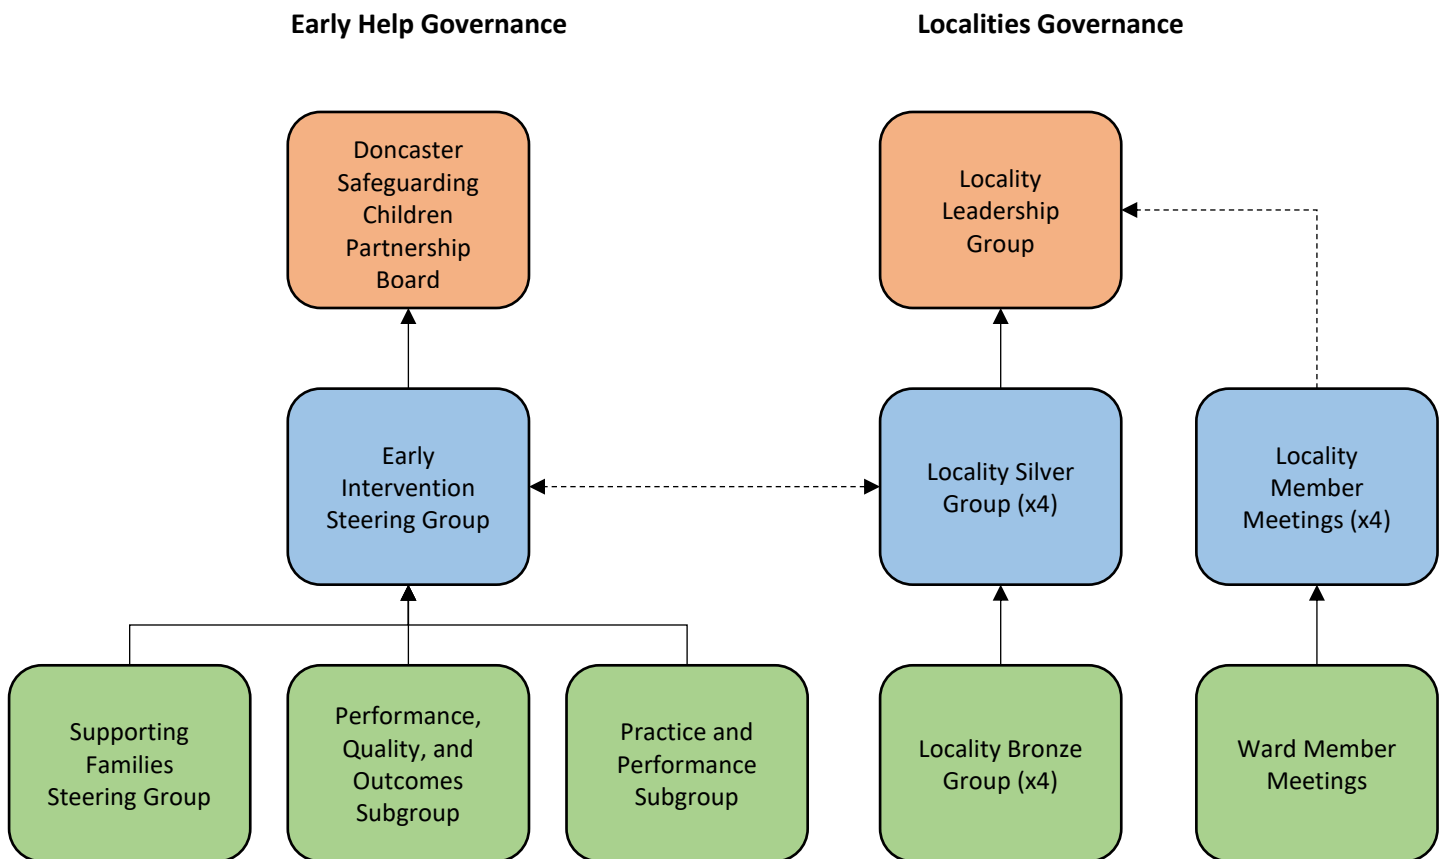 Early Help Governance
Localities Governance
Doncaster
Safeguarding
Children
Partnership
Board
Locality
Leadership
Group
Early
Intervention
Steering Group
Locality Silver
Group (x4)
Locality
Member
Meetings (x4)
Supporting
Families
Steering Group
Performance,
Quality, and
Outcomes
Subgroup
Practice and
Performance
Subgroup
Locality Bronze
Group (x4)
Ward Member
Meetings